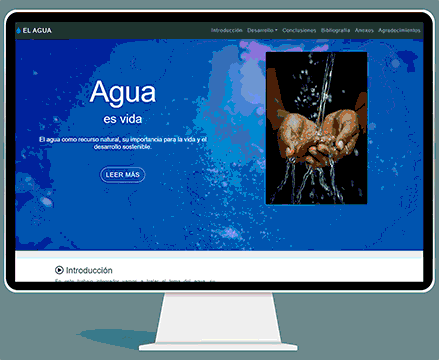 EL AGUA
Introducción Desarrollo Conclusiones Bibliografía Anexos Agradecimientos
Agua
es vida
El agua como recurso natural, su importancia para la vida y el
desarrollo sostenible.
LEER MÁS
Introducción